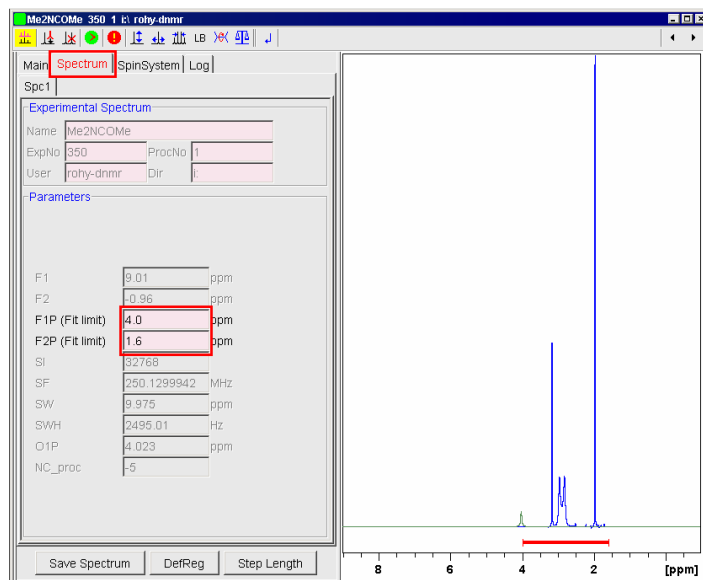 Me2NCOMe 350 1 i:\ rohy-dnmr
LB
Main Spectrum SpinSystem Log
Spc1
Experimental Spectrum
Name Me2NCOMe
ExpNo 350 ProcNo 1
User rohy-dnmr Dir i:
Parameters
F1 9.01 ppm
F2 -0.96 ppm
F1P (Fit limit) 4.0 ppm
F2P (Fit limit) 1.6 ppm
SI 32768
SF 250.1299942 MHz
SW 9.975 ppm
SWH 2495.01 Hz
O1P 4.023 ppm
NC_proc -5
Save Spectrum DefReg Step Length
8 6 4 2 [ppm]